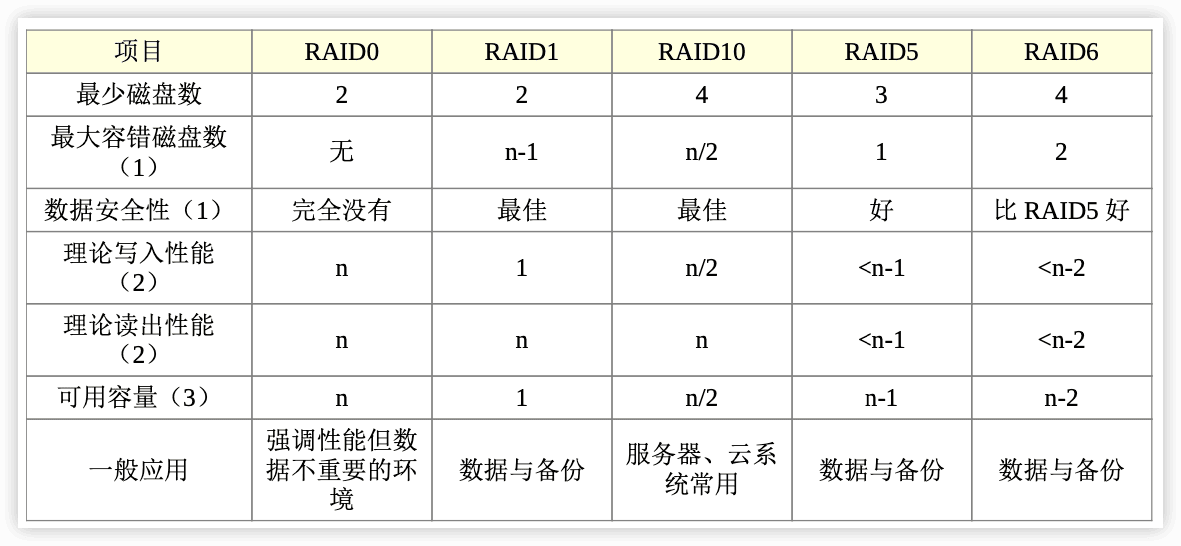 项目 RAID0 RAID1 RAID10 RAID5 RAID6
最少磁盘数 2 2 4 3 4
最大容错磁盘数
（1） 无 n-1 n/2 1 2
数据安全性（1） 完全没有 最佳 最佳 好 比 RAID5 好
理论写入性能
（2） n 1 n/2 <n-1 <n-2
理论读出性能
（2） n n n <n-1 <n-2
可用容量（3） n 1 n/2 n-1 n-2
一般应用
强调性能但数
据不重要的环
境
数据与备份
服务器、云系
统常用
数据与备份
数据与备份